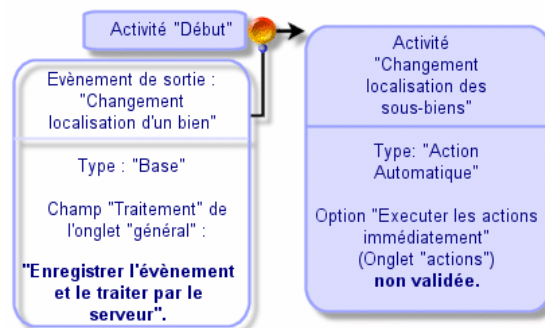 Activité "Début"
Evènement de sortie :
"Changement
localisation d'un bien"
Type : "Base"
Champ "Traitement" de
l'onglet "général" :
"Enregistrer l'évènement
et le traiter par le
serveur".
Activité
"Changement
localisation des
sous-biens"
Type: "Action
Automatique"
Option "Executer les actions
immédiatement"
(Onglet "actions")
non validée.